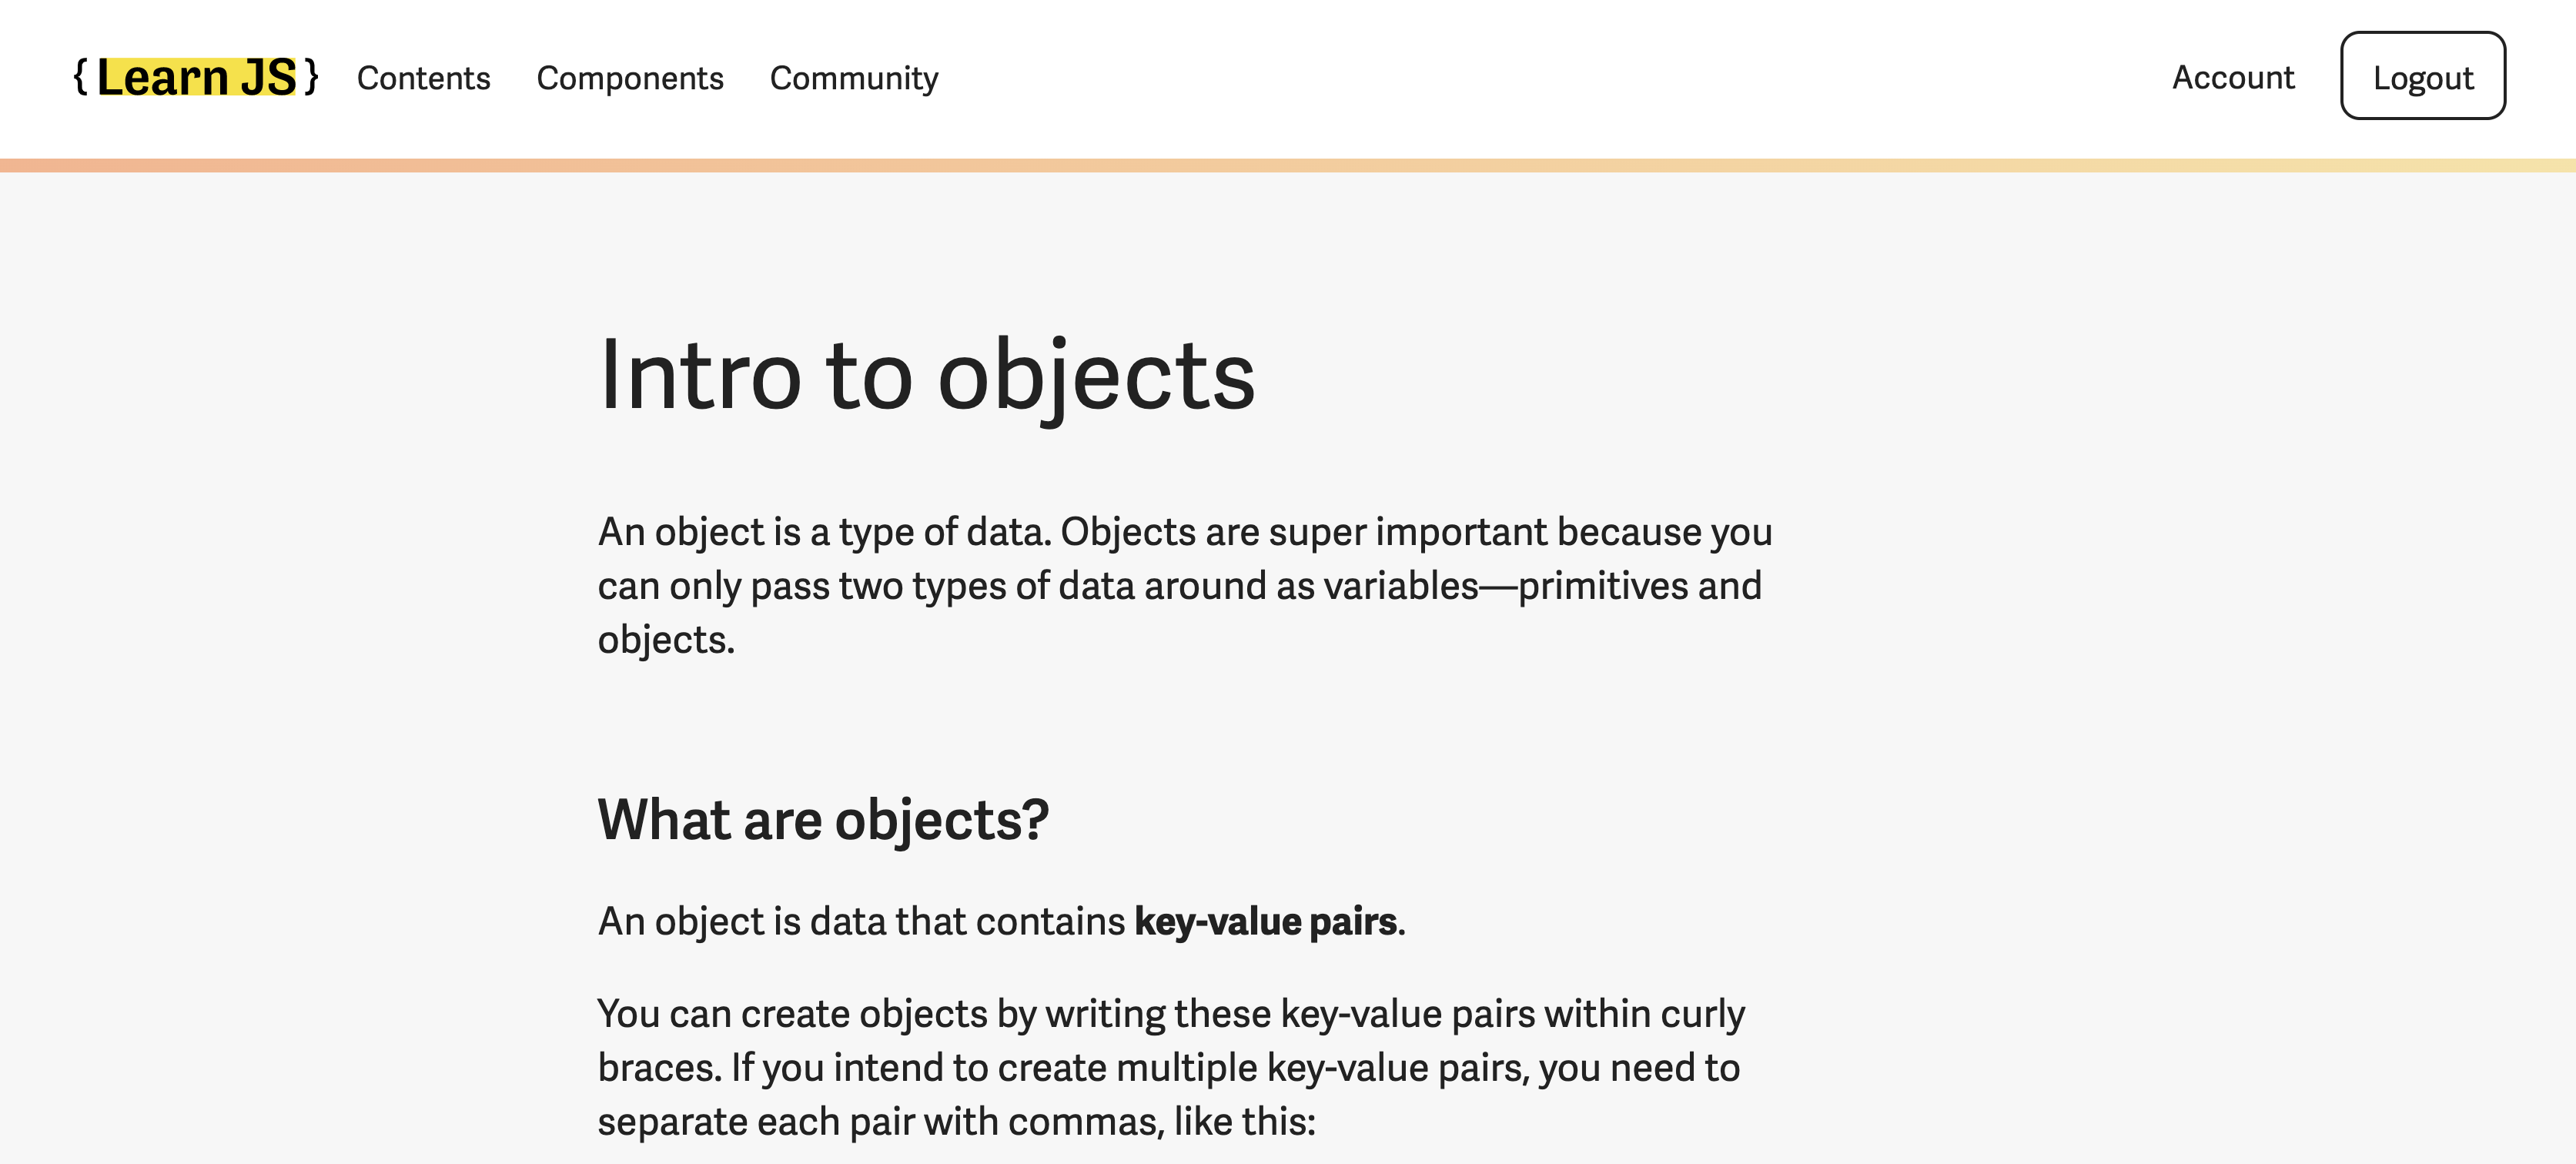 { Learn JS } Contents Components Community Account Logout
Intro to objects
An object is a type of data. Objects are super important because you
can only pass two types of data around as variables—primitives and
objects.
What are objects?
An object is data that contains key-value pairs.
You can create objects by writing these key-value pairs within curly
braces. If you intend to create multiple key-value pairs, you need to
separate each pair with commas, like this: